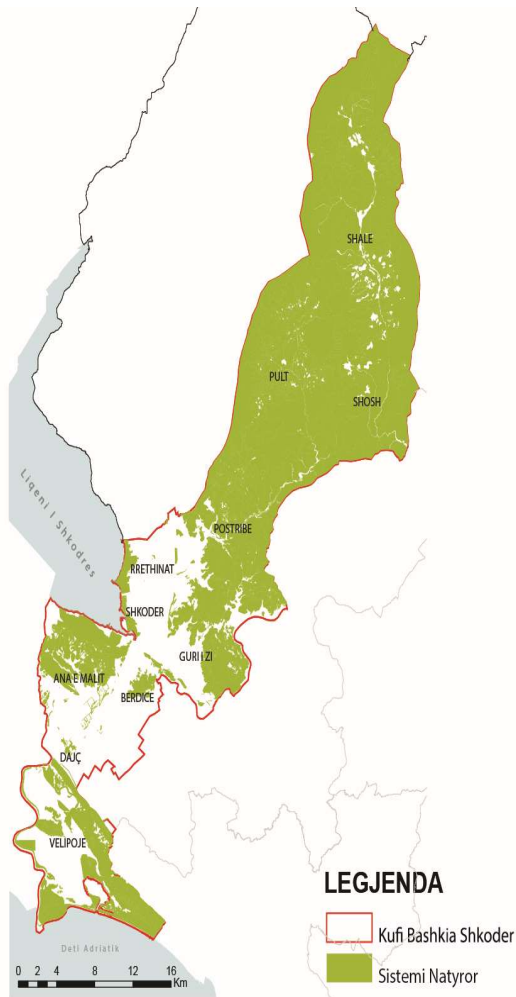 SHALE
PULT
SHOSH
POSTRIBE
Liqeni I Shkodres
RRETHINAT
SHKODER
GURI I ZI
ANA E MALIT
BERDICE
DAJÇ
VELIPOJE
LEGJENDA
Kufi Bashkia Shkoder
Sistemi Natyror
Deti Adriatik
0 2 4 8 12 16
Km